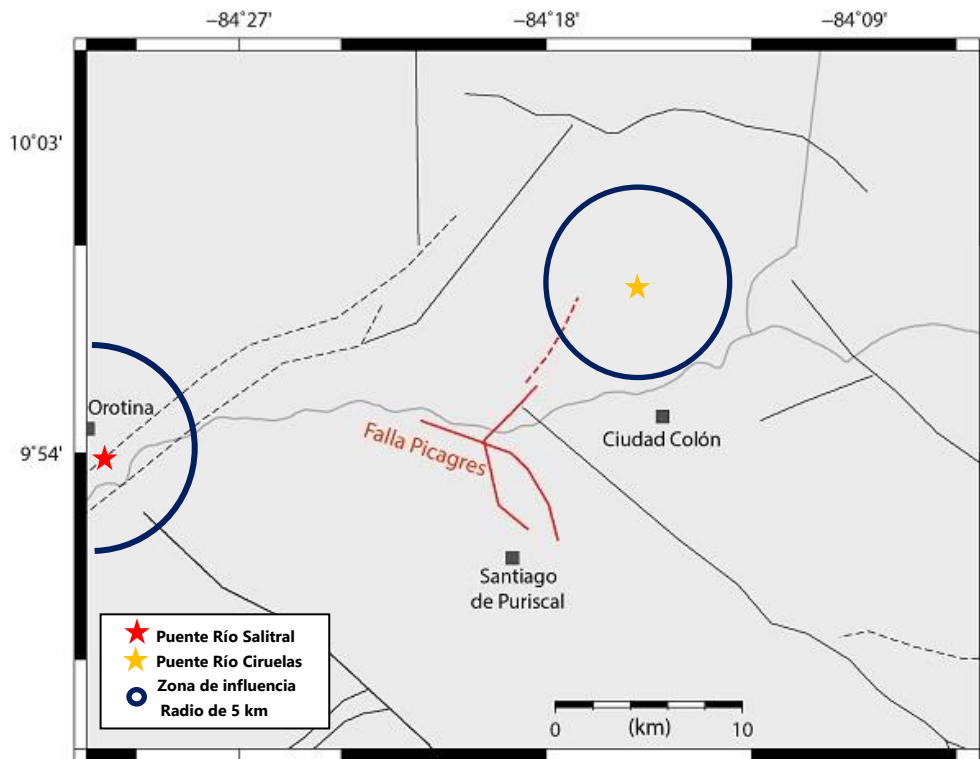 −84˚27'
−84˚18'
−84˚09'
10˚03'
Orotina
Falla Picagres
Ciudad Colón
9˚54'
Santiago
de Puriscal
Puente Río Salitral
Puente Río Ciruelas
Zona de influencia
Radio de 5 km
0
(km)
10